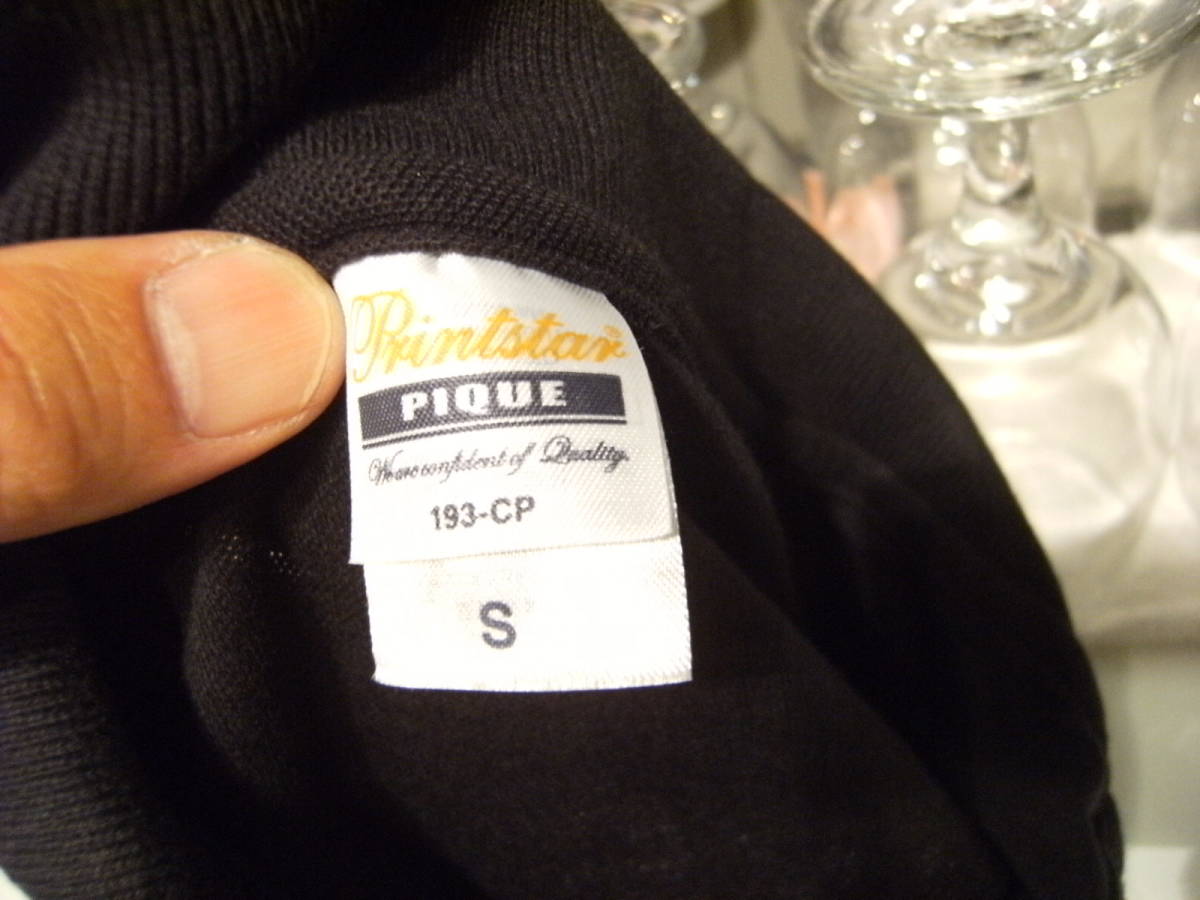 Printstar
PIQUE
We are confident of Quality.
193-CP
S